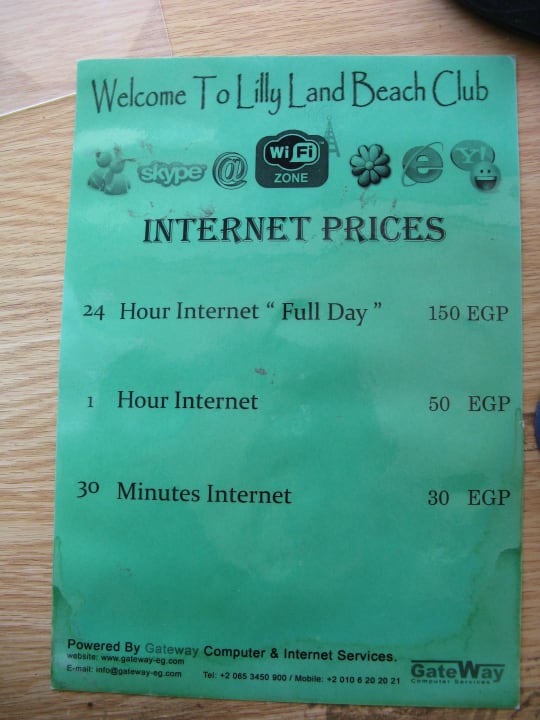 Welcome To Lilly Land Beach Club
skype @ WiFi ZONE e Y!
INTERNET PRICES
24 Hour Internet “ Full Day ” 150 EGP
1 Hour Internet 50 EGP
30 Minutes Internet 30 EGP
Powered By Gateway Computer & Internet Services.
website: www.gateway-eg.com
E-mail: info@gateway-eg.com Tel: +2 065 3450 900 / Mobile: +2 010 6 20 20 21
GateWay
Computer Services